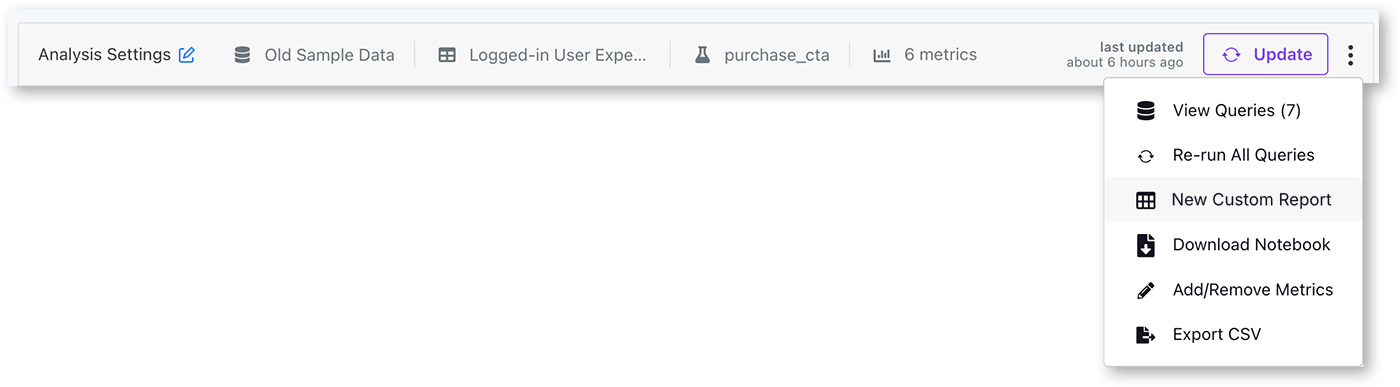 Analysis Settings Old Sample Data Logged-in User Expe... purchase_cta 6 metrics last updated Update
about 6 hours ago
View Queries (7)
Re-run All Queries
New Custom Report
Download Notebook
Add/Remove Metrics
Export CSV